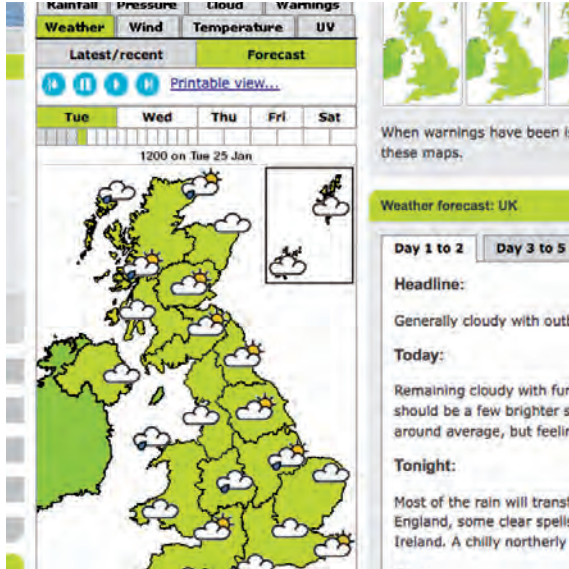 Rainfall Pressure Cloud Warnings
Weather Wind Temperature UV
Latest/recent Forecast
Printable view...
Tue Wed Thu Fri Sat
1200 on Tue 25 Jan
When warnings have been is
these maps.
Weather forecast: UK
Day 1 to 2 Day 3 to 5
Headline:
Generally cloudy with outb
Today:
Remaining cloudy with fur
should be a few brighter s
around average, but feelin
Tonight:
Most of the rain will transf
England, some clear spells
Ireland. A chilly northerly